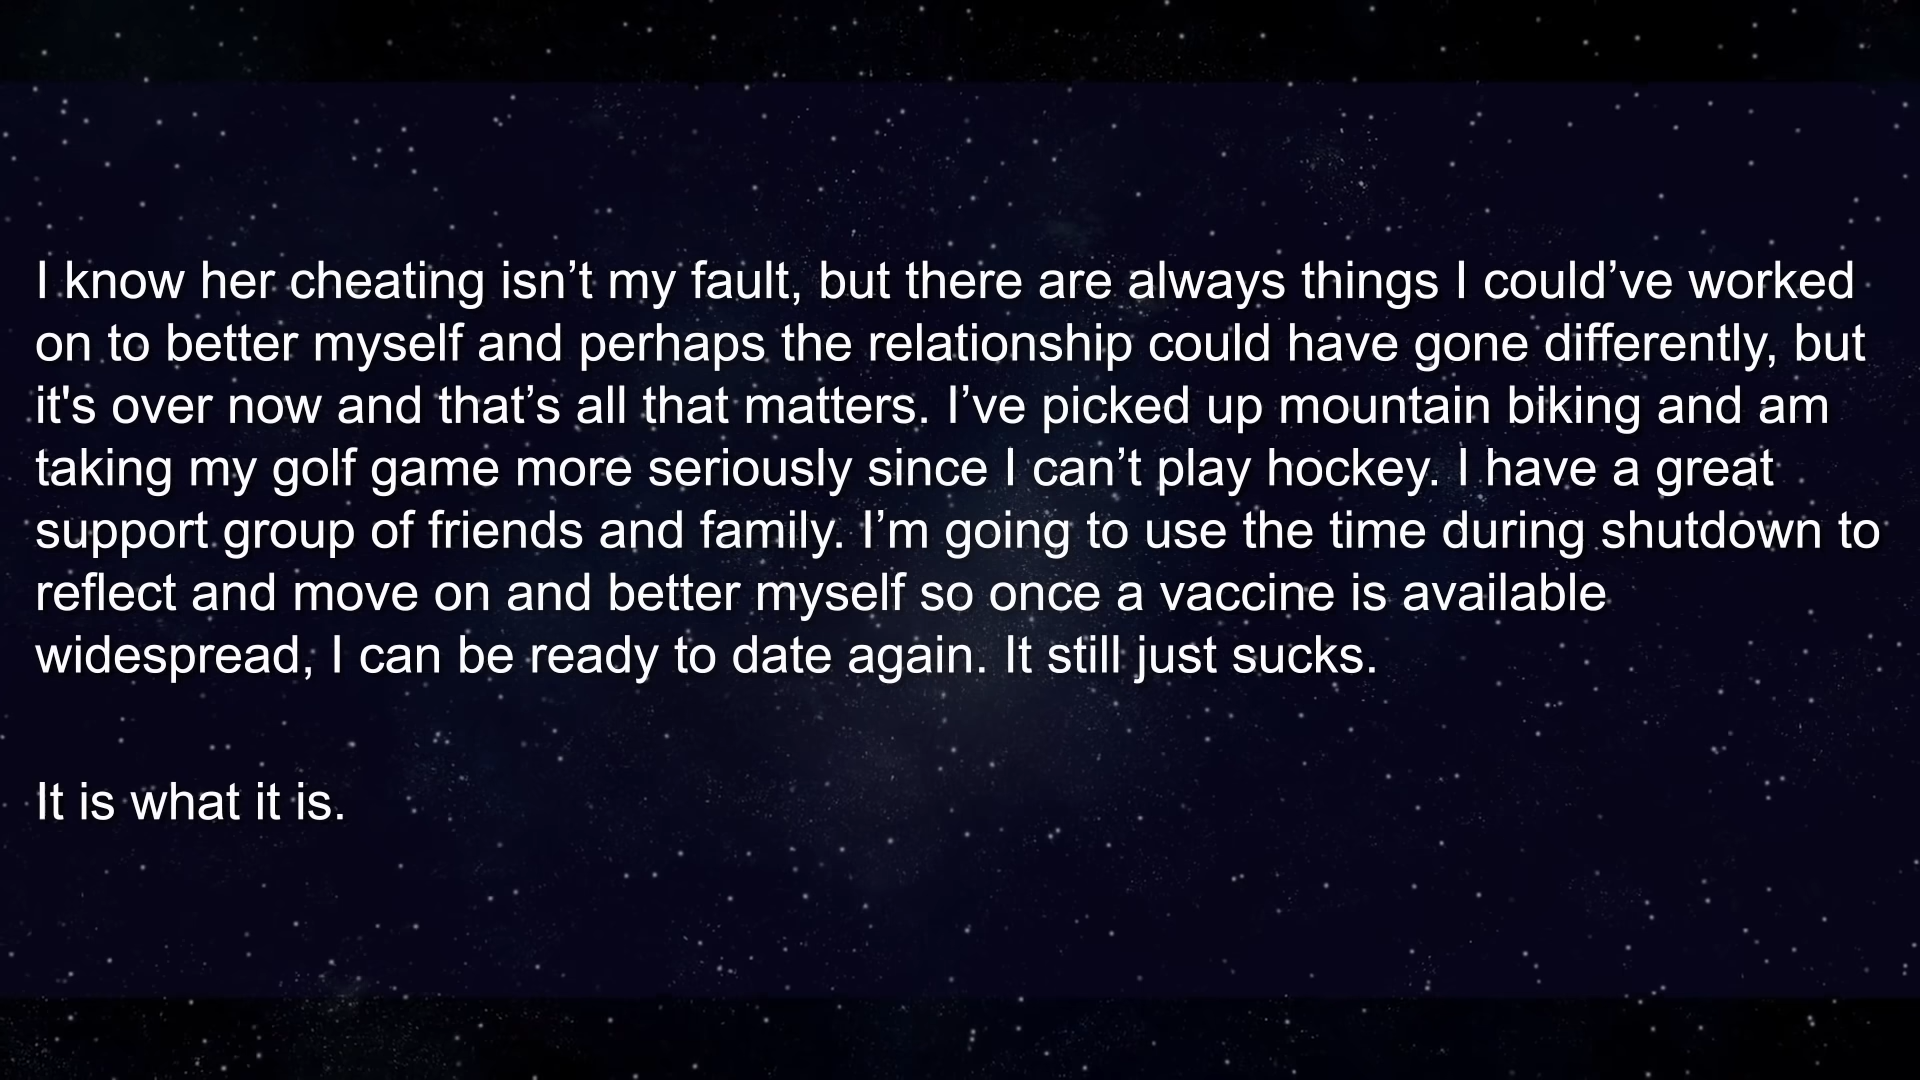 I know her cheating isn’t my fault, but there are always things I could’ve worked
on to better myself and perhaps the relationship could have gone differently, but
it's over now and that’s all that matters. I’ve picked up mountain biking and am
taking my golf game more seriously since I can’t play hockey. I have a great
support group of friends and family. I’m going to use the time during shutdown to
reflect and move on and better myself so once a vaccine is available
widespread, I can be ready to date again. It still just sucks.
It is what it is.